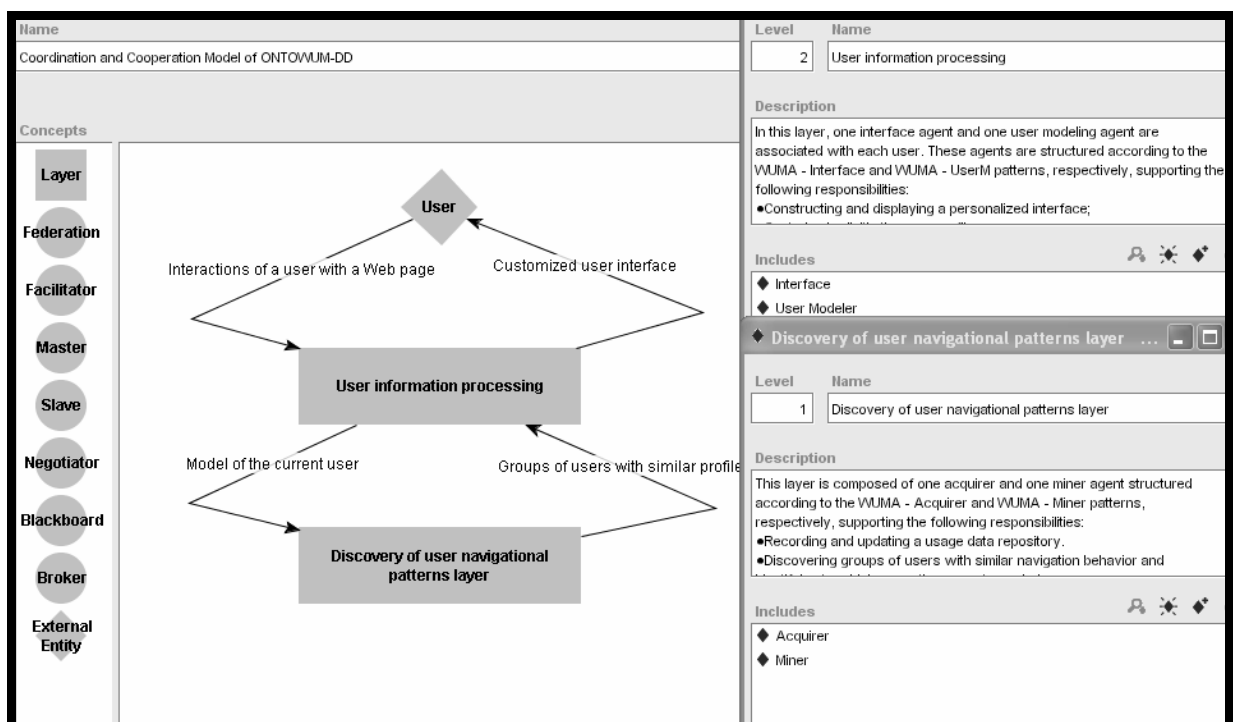 Name
Coordination and Cooperation Model of ONTOWUM-DD
Concepts
Layer
Federation
Facilitator
Master
Slave
Negotiator
Blackboard
Broker
External
Entity
User
Interactions of a user with a Web page
Customized user interface
User information processing
Model of the current user
Groups of users with similar profile
Discovery of user navigational
patterns layer
Level Name
2 User information processing
Description
In this layer, one interface agent and one user modeling agent are
associated with each user. These agents are structured according to the
WUMA - Interface and WUMA - UserM patterns, respectively, supporting the
following responsibilities:
●Constructing and displaying a personalized interface;
Includes
Interface
User Modeler
Discovery of user navigational patterns layer ...
Level Name
1 Discovery of user navigational patterns layer
Description
This layer is composed of one acquirer and one miner agent structured
according to the WUMA - Acquirer and WUMA - Miner patterns,
respectively, supporting the following responsibilities:
●Recording and updating a usage data repository.
●Discovering groups of users with similar navigation behavior and
Includes
Acquirer
Miner